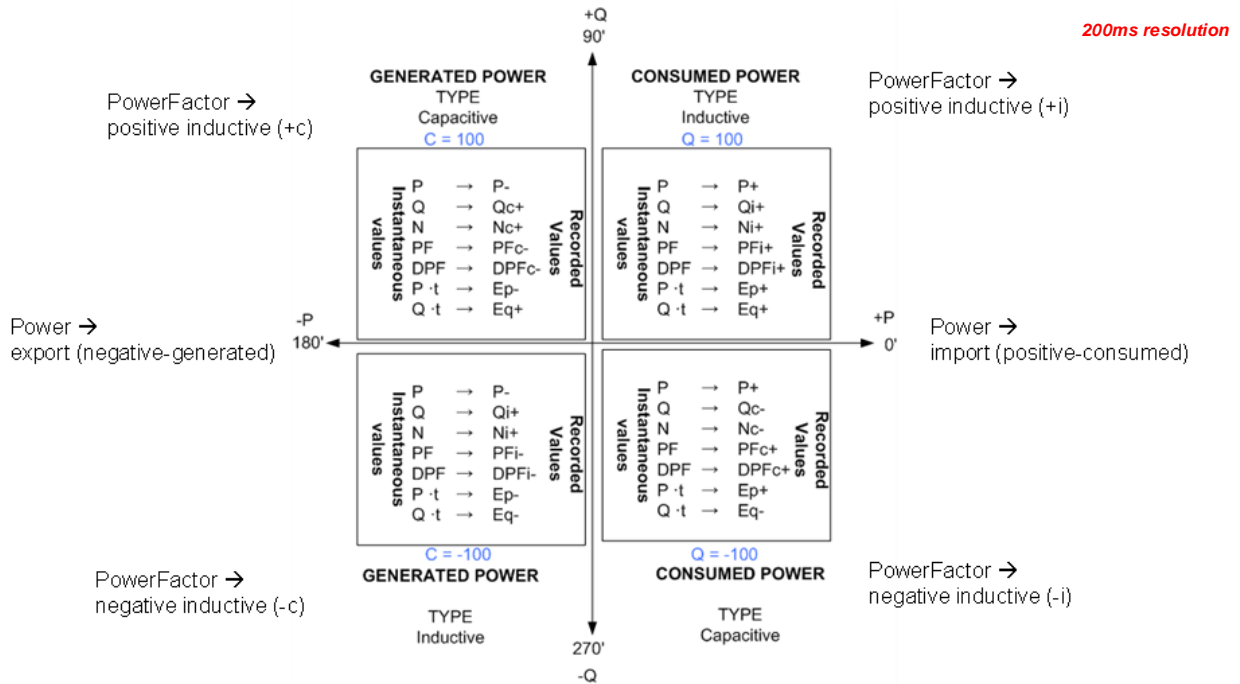 +Q
90'
200ms resolution
PowerFactor →
positive inductive (+c)
GENERATED POWER
TYPE
Capacitive
C = 100
CONSUMED POWER
TYPE
Inductive
Q = 100
PowerFactor →
positive inductive (+i)
Instantaneous
values
P → P-
Q → Qc+
N → Nc+
PF → PFc-
DPF → DPFc-
P ·t → Ep-
Q ·t → Eq+
Recorded
Values
Instantaneous
values
P → P+
Q → Qi+
N → Ni+
PF → PFi+
DPF → DPFi+
P ·t → Ep+
Q ·t → Eq+
Recorded
Values
Power →
export (negative-generated)
-P
180'
+P
0'
Power →
import (positive-consumed)
Instantaneous
values
P → P-
Q → Qi+
N → Ni+
PF → PFi-
DPF → DPFi-
P ·t → Ep-
Q ·t → Eq-
Recorded
Values
Instantaneous
values
P → P+
Q → Qc-
N → Nc-
PF → PFc+
DPF → DPFc+
P ·t → Ep+
Q ·t → Eq-
Recorded
Values
PowerFactor →
negative inductive (-c)
C = -100
GENERATED POWER
TYPE
Inductive
Q = -100
CONSUMED POWER
TYPE
Capacitive
PowerFactor →
negative inductive (-i)
270'
-Q